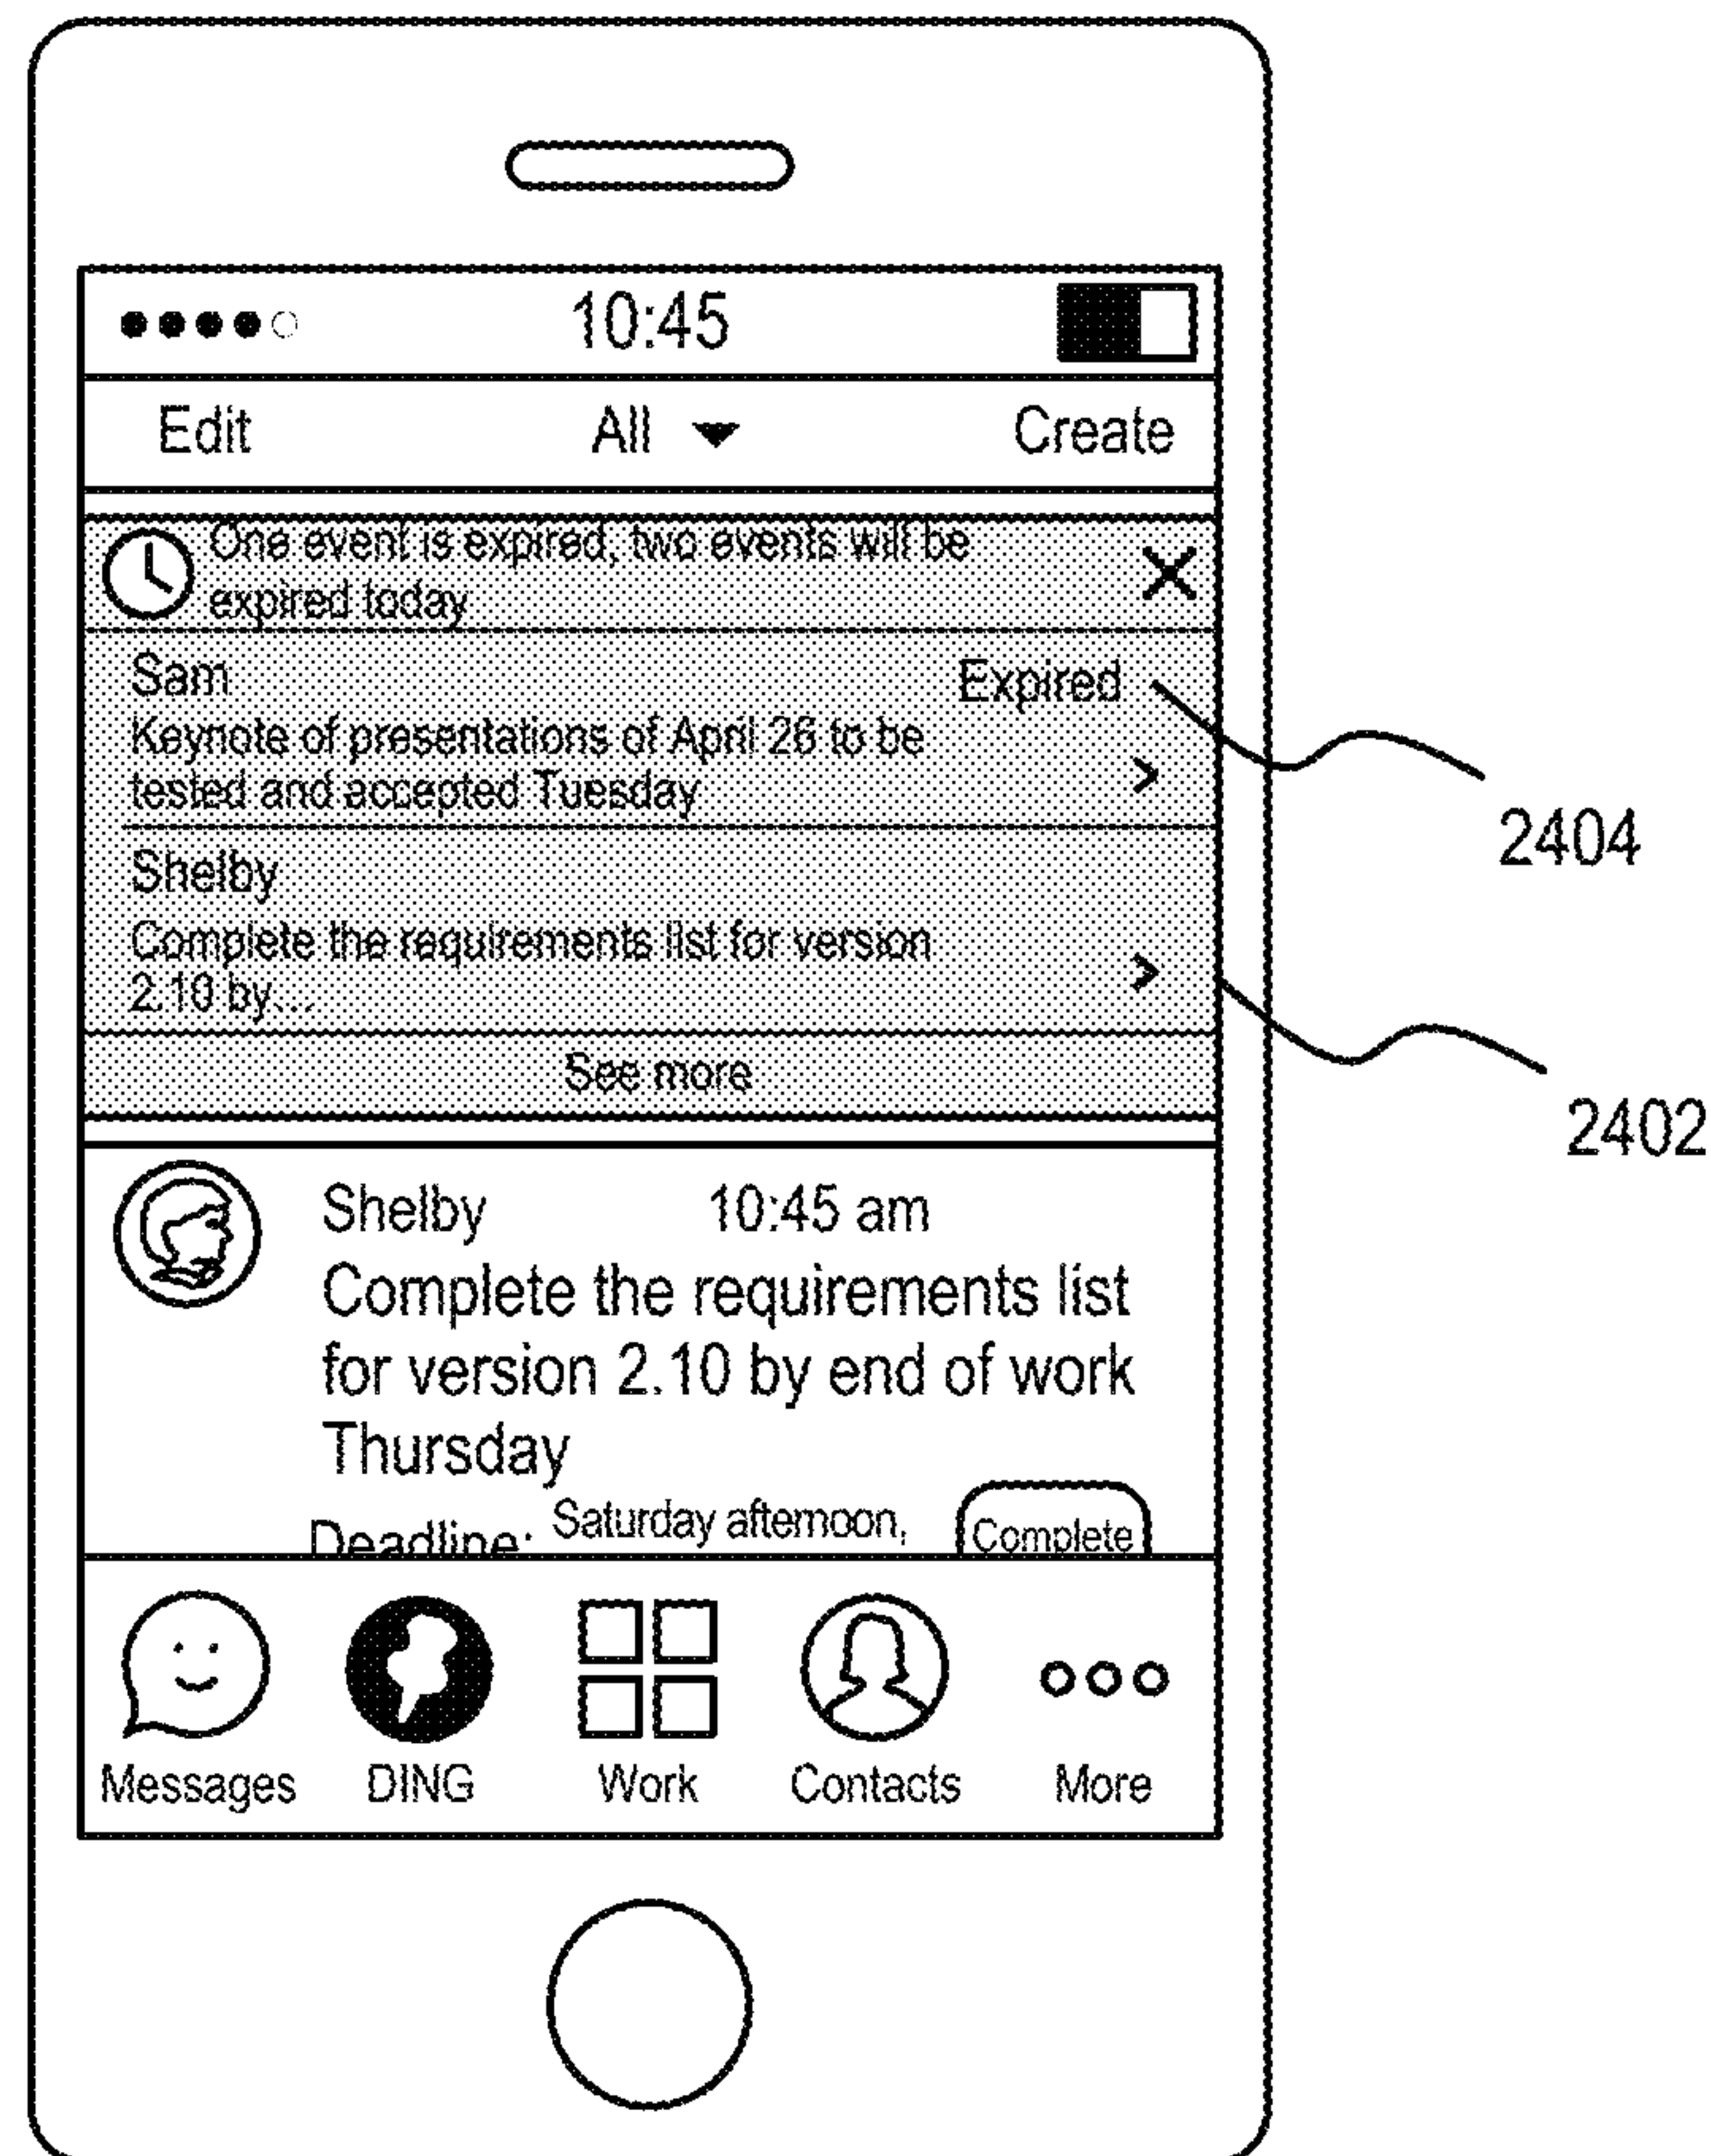 10:45
Edit All Create
One event is expired, two events will be
expired today
Sam Expired
Keynote of presentations of April 26 to be
tested and accepted Tuesday
2404
Shelby
Complete the requirements list for version
2.10 by...
2402
See more
Shelby 10:45 am
Complete the requirements list
for version 2.10 by end of work
Thursday
Deadline: Saturday afternoon, Complete
Messages DING Work Contacts More